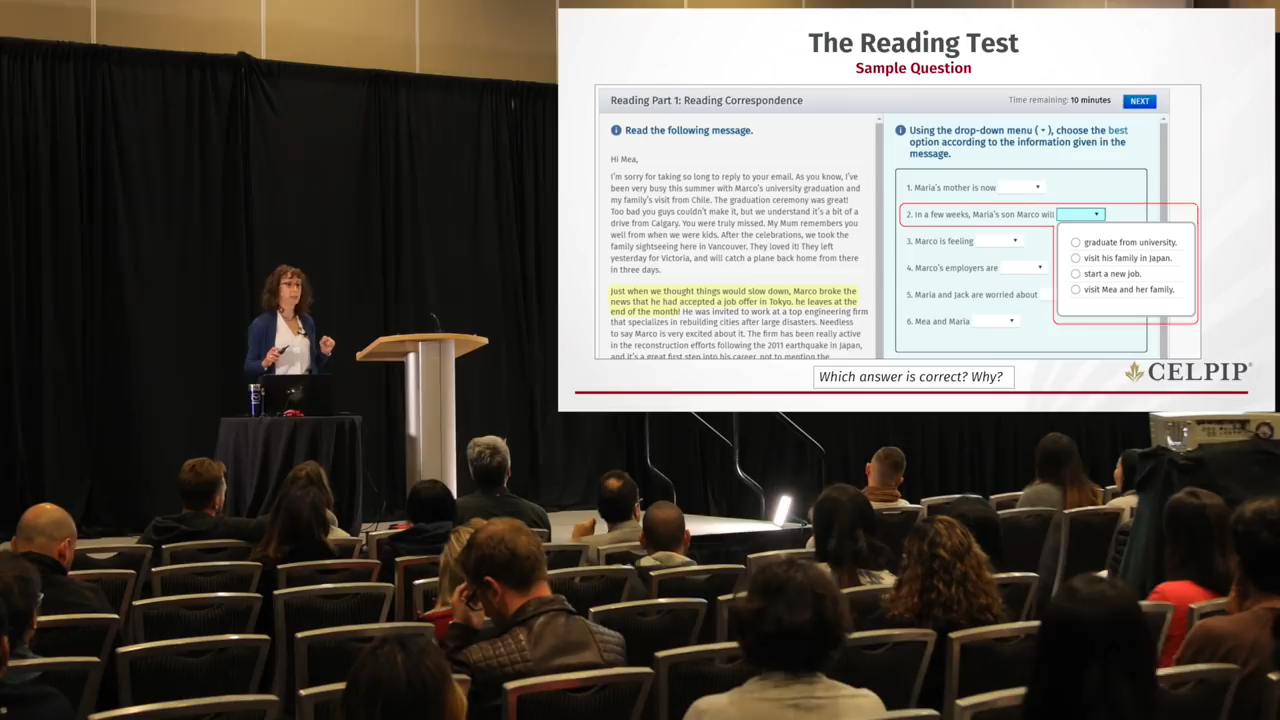 The Reading Test
Sample Question
Reading Part 1: Reading Correspondence
Time remaining: 10 minutes
NEXT
Read the following message.
Hi Mea,
I'm sorry for taking so long to reply to your email. As you know, I've
been very busy this summer with Marco's university graduation and
my family's visit from Chile. The graduation ceremony was great!
Too bad you guys couldn't make it, but we understand it's a bit of a
drive from Calgary. You were truly missed. My Mum remembers you
well from when we were kids. After the celebrations, we took the
family sightseeing here in Vancouver. They loved it! They left
yesterday for Victoria, and will catch a plane back home from there
in three days.
Just when we thought things would slow down, Marco broke the
news that he had accepted a job offer in Tokyo. he leaves at the
end of the month! He was invited to work at a top engineering firm
that specializes in rebuilding cities after large disasters. Needless
to say Marco is very excited about it. The firm has been really active
in the reconstruction efforts following the 2011 earthquake in Japan,
and it's a great first step into his career, not to mention the
Using the drop-down menu ( ), choose the best
option according to the information given in the
message.
1. Maria's mother is now
2. In a few weeks, Maria's son Marco will
3. Marco is feeling
4. Marco's employers are
5. Maria and Jack are worried about
6. Mea and Maria
graduate from university.
visit his family in Japan.
start a new job.
visit Mea and her family.
Which answer is correct? Why?
CELPIP®